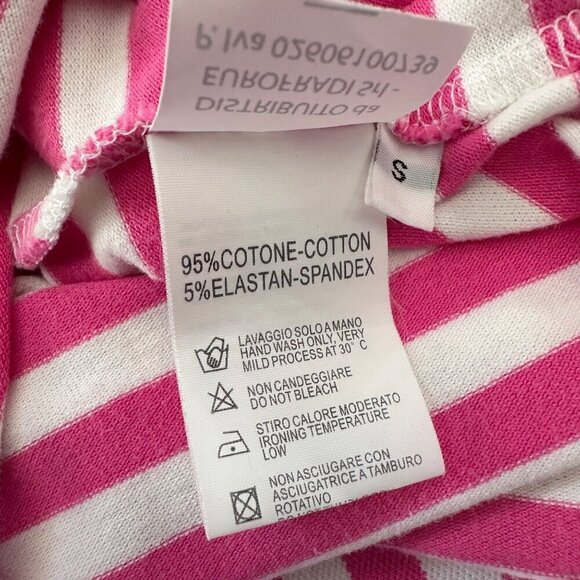 DISTRIBUITO da
EUROFRADI Srl-
P. Iva 02606100739
S
95%COTONE-COTTON
5%ELASTAN-SPANDEX
LAVAGGIO SOLO A MANO
HAND WASH ONLY, VERY
MILD PROCESS AT 30° C
NON CANDEGGIARE
DO NOT BLEACH
STIRO CALORE MODERATO
IRONING TEMPERATURE
LOW
NON ASCIUGARE CON
ASCIUGATRICE A TAMBURO
ROTATIVO